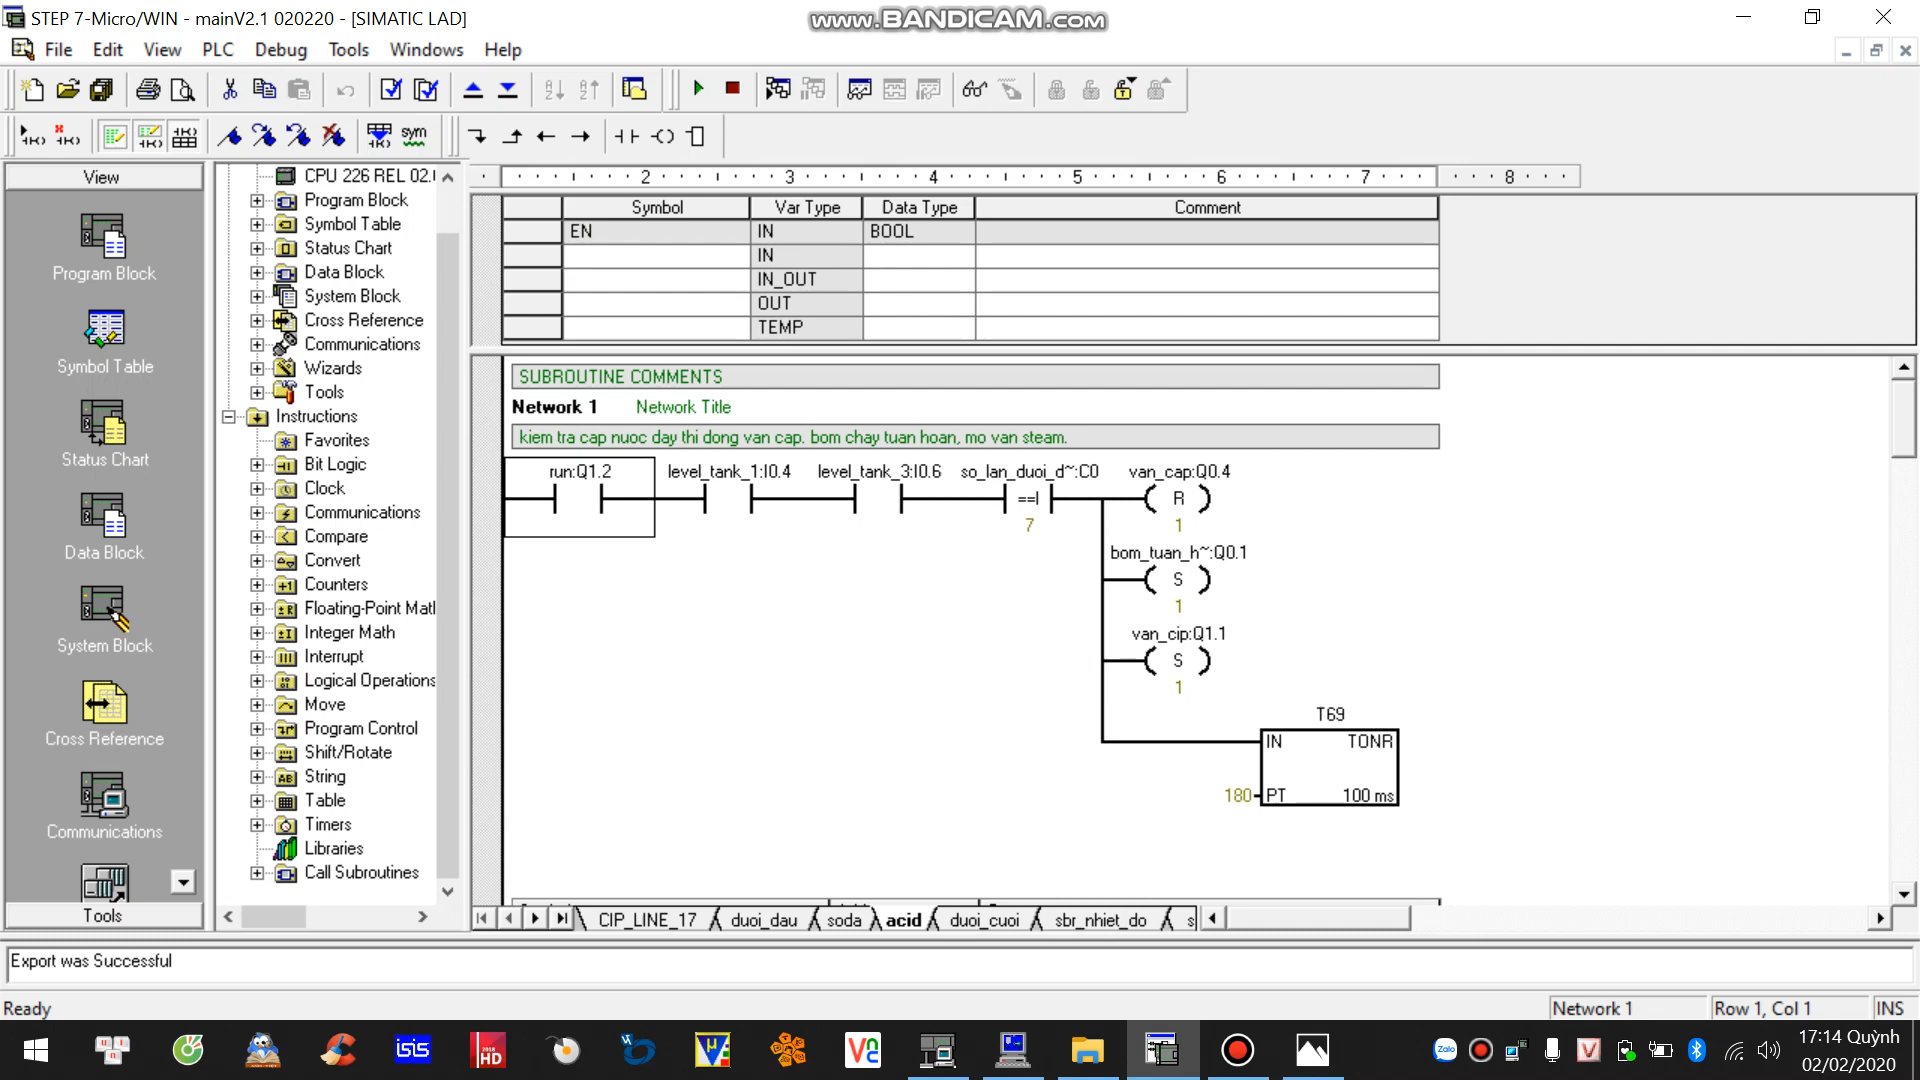 STEP 7-Micro/WIN - mainV2.1 020220 - [SIMATIC LAD]
www.BANDICAM.com
File Edit View PLC Debug Tools Windows Help
sym
View
Program Block
Symbol Table
Status Chart
Data Block
System Block
Cross Reference
Communications
Tools
CPU 226 REL 02.
Program Block
Symbol Table
Status Chart
Data Block
System Block
Cross Reference
Communications
Wizards
Tools
Instructions
Favorites
Bit Logic
Clock
Communications
Compare
Convert
Counters
Floating-Point Matl
Integer Math
Interrupt
Logical Operations
Move
Program Control
Shift/Rotate
String
Table
Timers
Libraries
Call Subroutines
2 3 4 5 6 7 8
Symbol Var Type Data Type Comment
EN IN BOOL
IN
IN_OUT
OUT
TEMP
SUBROUTINE COMMENTS
Network 1 Network Title
kiem tra cap nuoc day thi dong van cap. bom chay tuan hoan, mo van steam.
run:Q1.2 level_tank_1:I0.4 level_tank_3:I0.6 so_lan_duoi_d~:C0 van_cap:Q0.4
==I R
7 1
bom_tuan_h~:Q0.1
S
1
van_cip:Q1.1
S
1
T69
IN TONR
180 PT 100 ms
CIP_LINE_17 duoi_dau soda acid duoi_cuoi sbr_nhiet_do s
Export was Successful
Ready Network 1 Row 1, Col 1 INS
isis
HD
Zalo
17:14 Quỳnh
02/02/2020